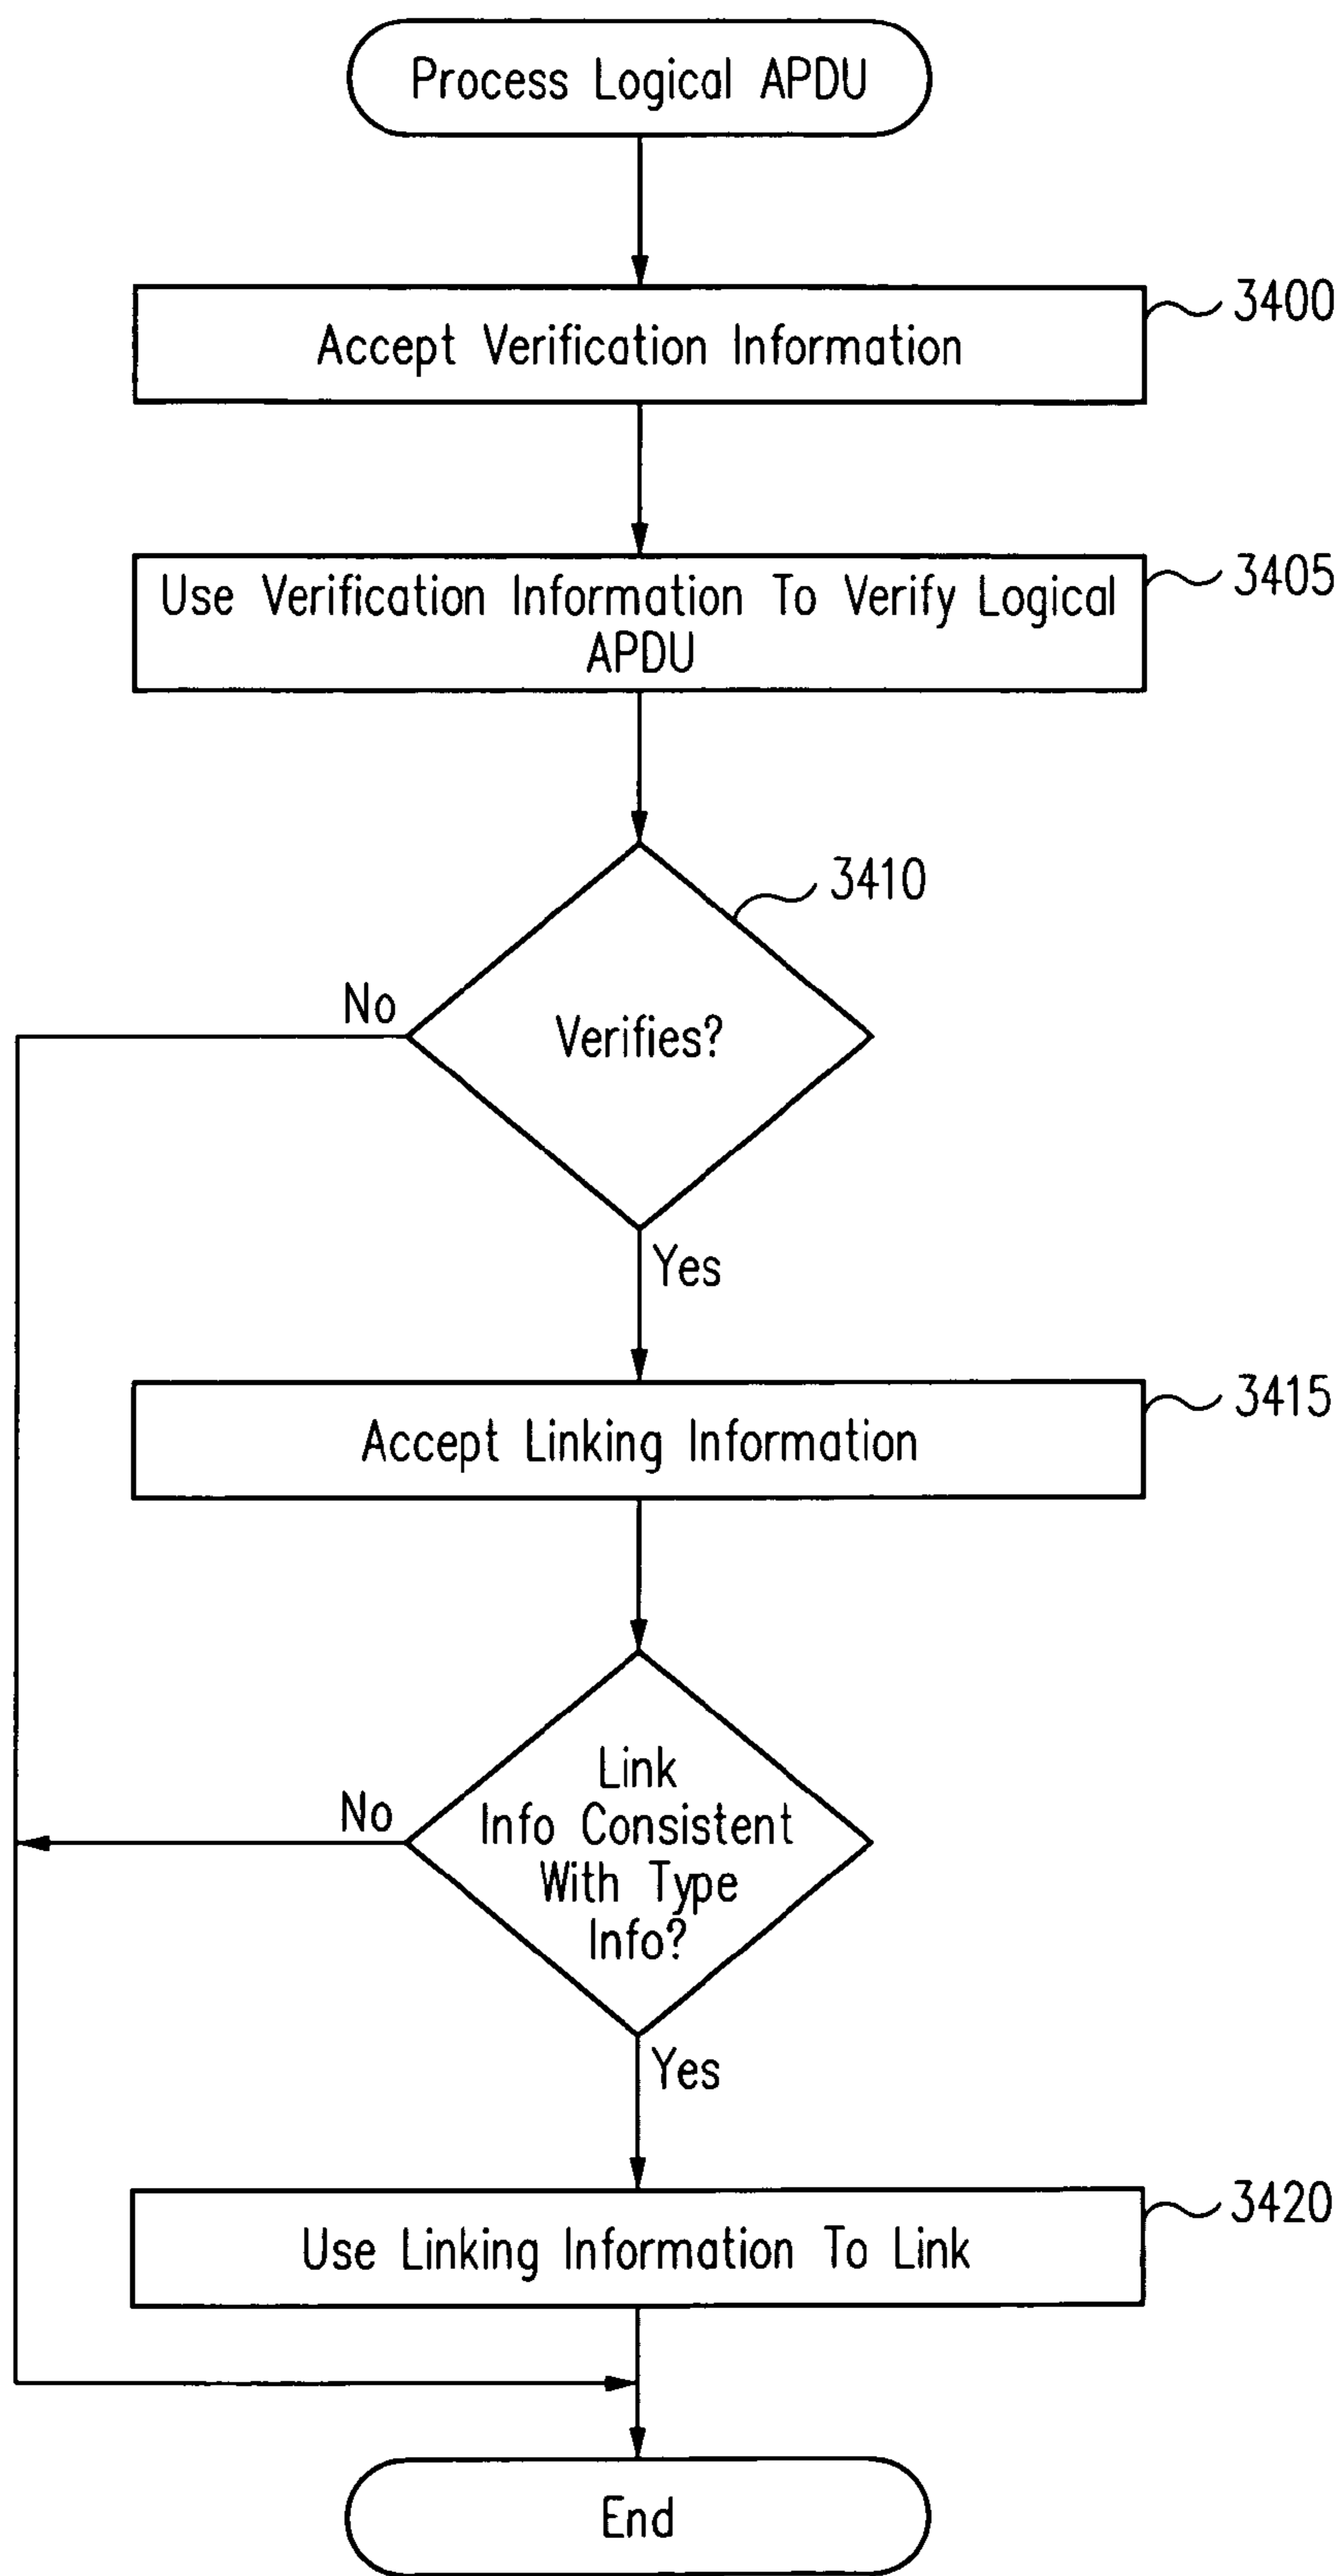 Process Logical APDU
3400
Accept Verification Information
3405
Use Verification Information To Verify Logical
APDU
3410
No
Verifies?
Yes
3415
Accept Linking Information
No
Link
Info Consistent
With Type
Info?
Yes
3420
Use Linking Information To Link
End